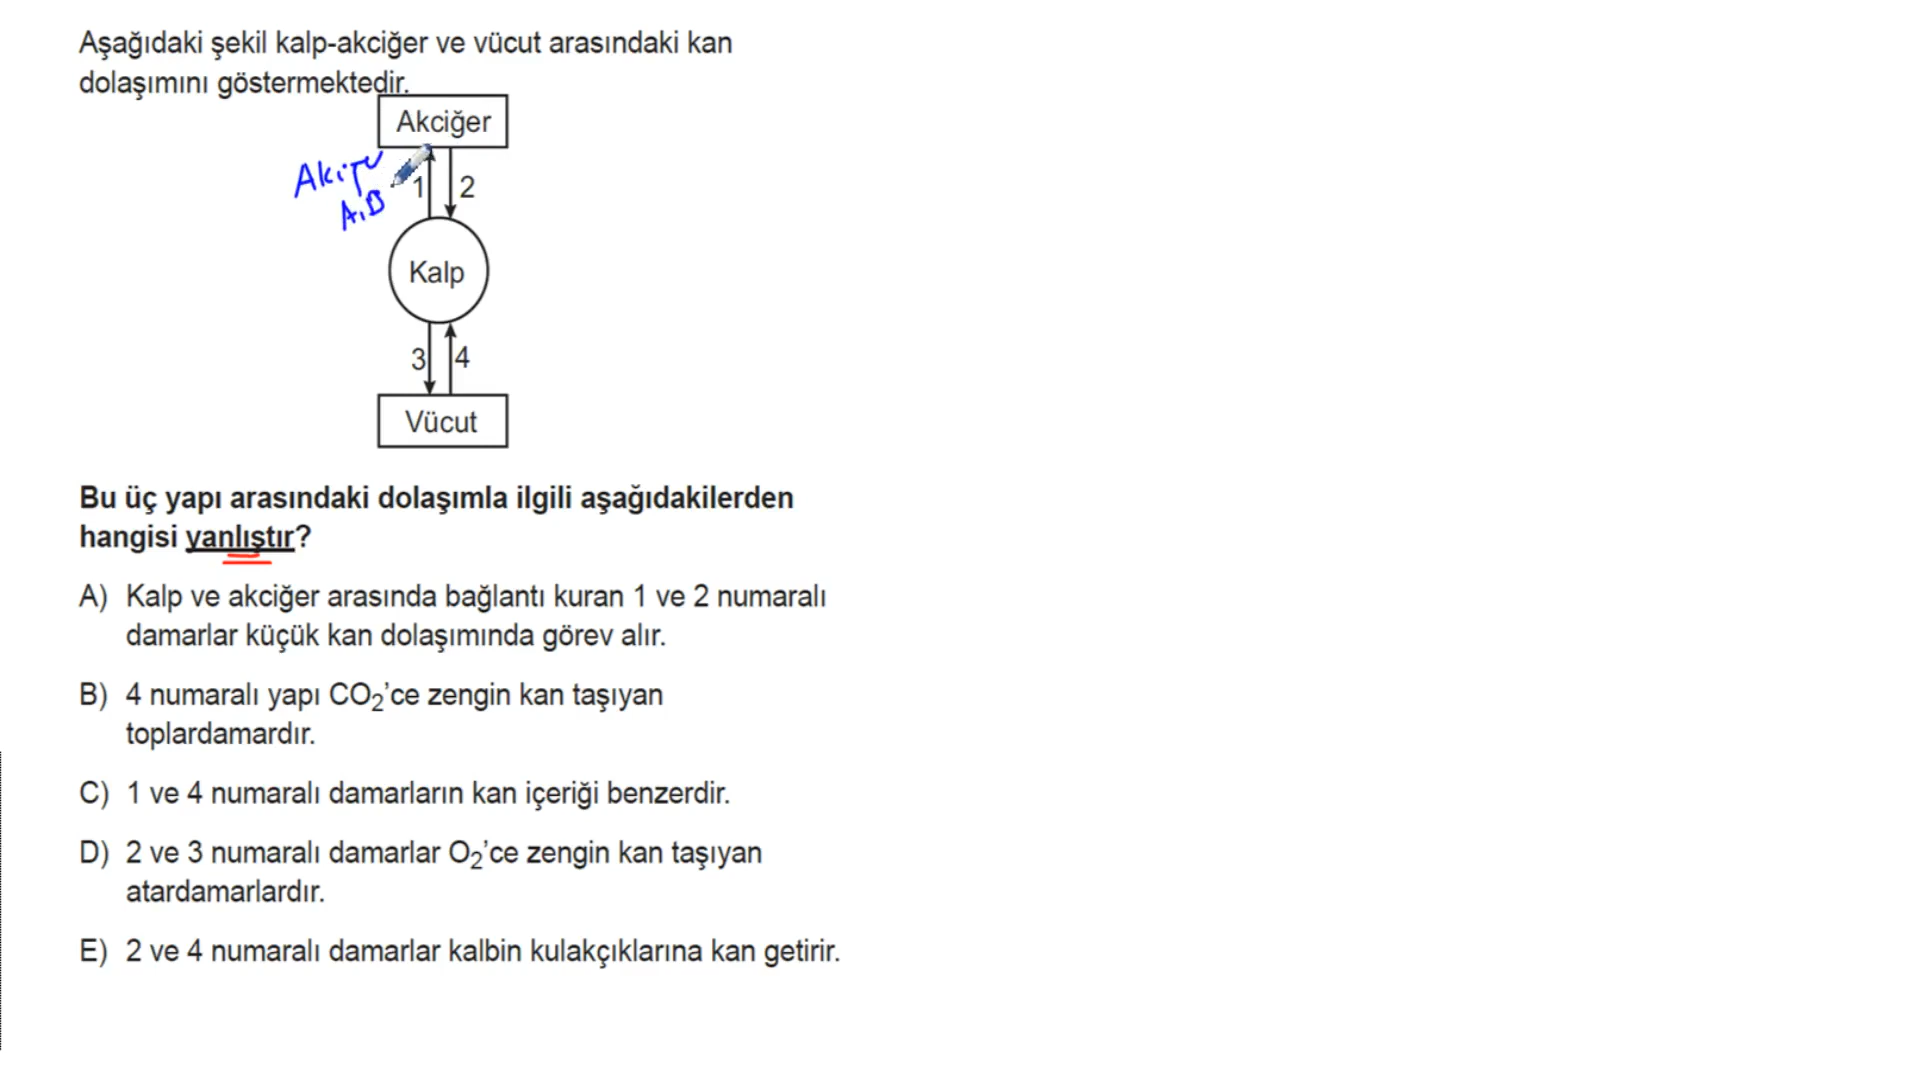 Aşağıdaki şekil kalp-akciğer ve vücut arasındaki kan
dolaşımını göstermektedir.
Akciğer
A.D
1
2
Kalp
3
4
Vücut
Bu üç yapı arasındaki dolaşımla ilgili aşağıdakilerden
hangisi yanlıştır?
A) Kalp ve akciğer arasında bağlantı kuran 1 ve 2 numaralı
damarlar küçük kan dolaşımında görev alır.
B) 4 numaralı yapı CO₂'ce zengin kan taşıyan
toplardamardır.
C) 1 ve 4 numaralı damarların kan içeriği benzerdir.
D) 2 ve 3 numaralı damarlar O₂'ce zengin kan taşıyan
atardamarlardır.
E) 2 ve 4 numaralı damarlar kalbin kulakçıklarına kan getirir.